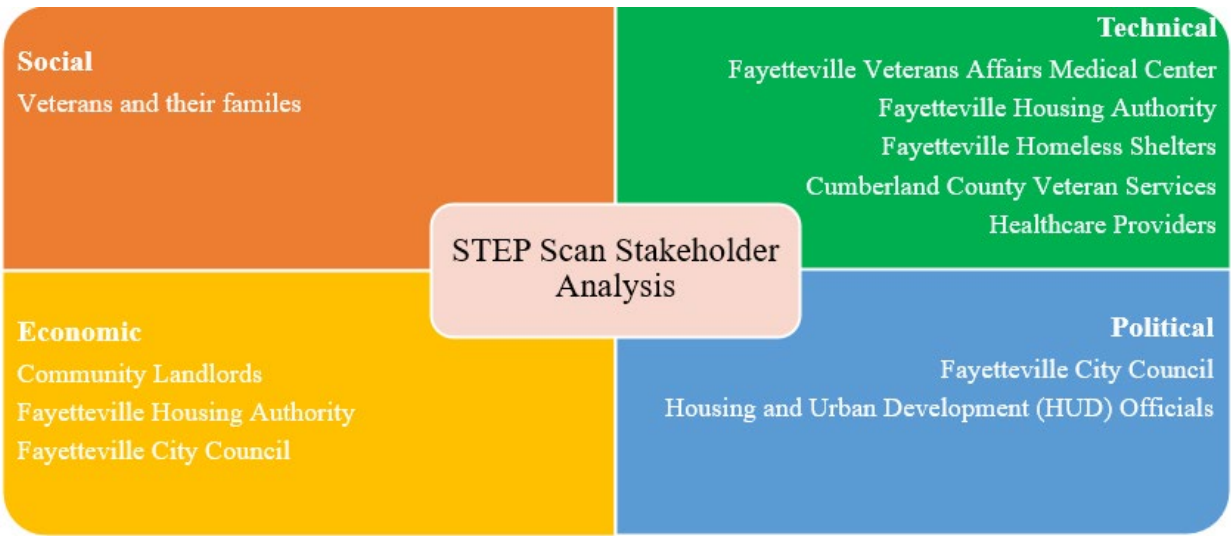 Social
Veterans and their familes
Technical
Fayetteville Veterans Affairs Medical Center
Fayetteville Housing Authority
Fayetteville Homeless Shelters
Cumberland County Veteran Services
Healthcare Providers
STEP Scan Stakeholder
Analysis
Economic
Community Landlords
Fayetteville Housing Authority
Fayetteville City Council
Political
Fayetteville City Council
Housing and Urban Development (HUD) Officials